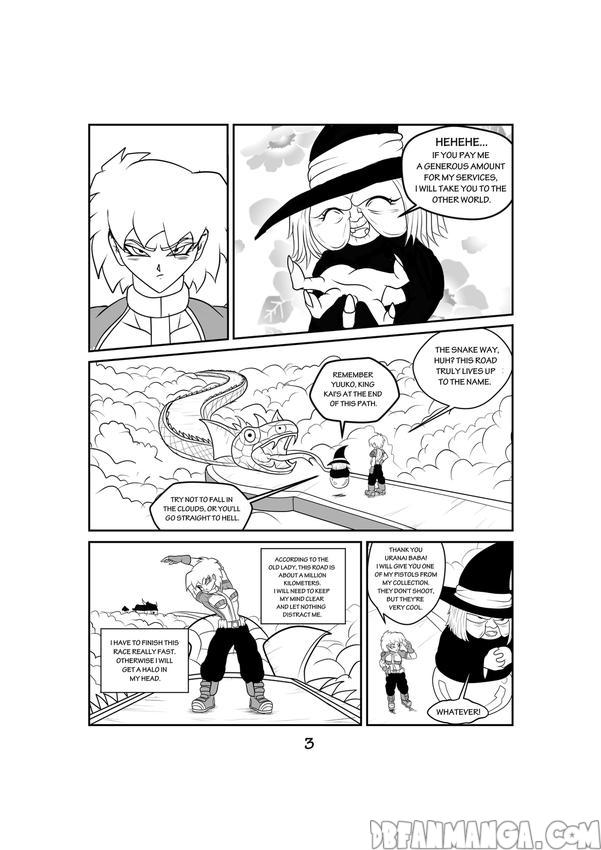 HEHEHE...
IF YOU PAY ME
A GENEROUS AMOUNT
FOR MY SERVICES,
I WILL TAKE YOU TO THE
OTHER WORLD.
THE SNAKE WAY,
HUH? THIS ROAD
TRULY LIVES UP
TO THE NAME.
REMEMBER
YUUKO, KING
KAI'S AT THE END
OF THIS PATH.
TRY NOT TO FALL IN
THE CLOUDS, OR YOU'LL
GO STRAIGHT TO HELL.
ACCORDING TO THE
OLD LADY, THIS ROAD IS
ABOUT A MILLION
KILOMETERS.
I WILL NEED TO KEEP
MY MIND CLEAR
AND LET NOTHING
DISTRACT ME.
I HAVE TO FINISH THIS
RACE REALLY FAST.
OTHERWISE I WILL
GET A HALO IN
MY HEAD.
THANK YOU
URANAI BABA! I
WILL GIVE YOU ONE
OF MY PISTOLS FROM
MY COLLECTION.
THEY DON'T SHOOT,
BUT THEY'RE
VERY COOL.
WHATEVER!
3
DBFANMANGA.COM